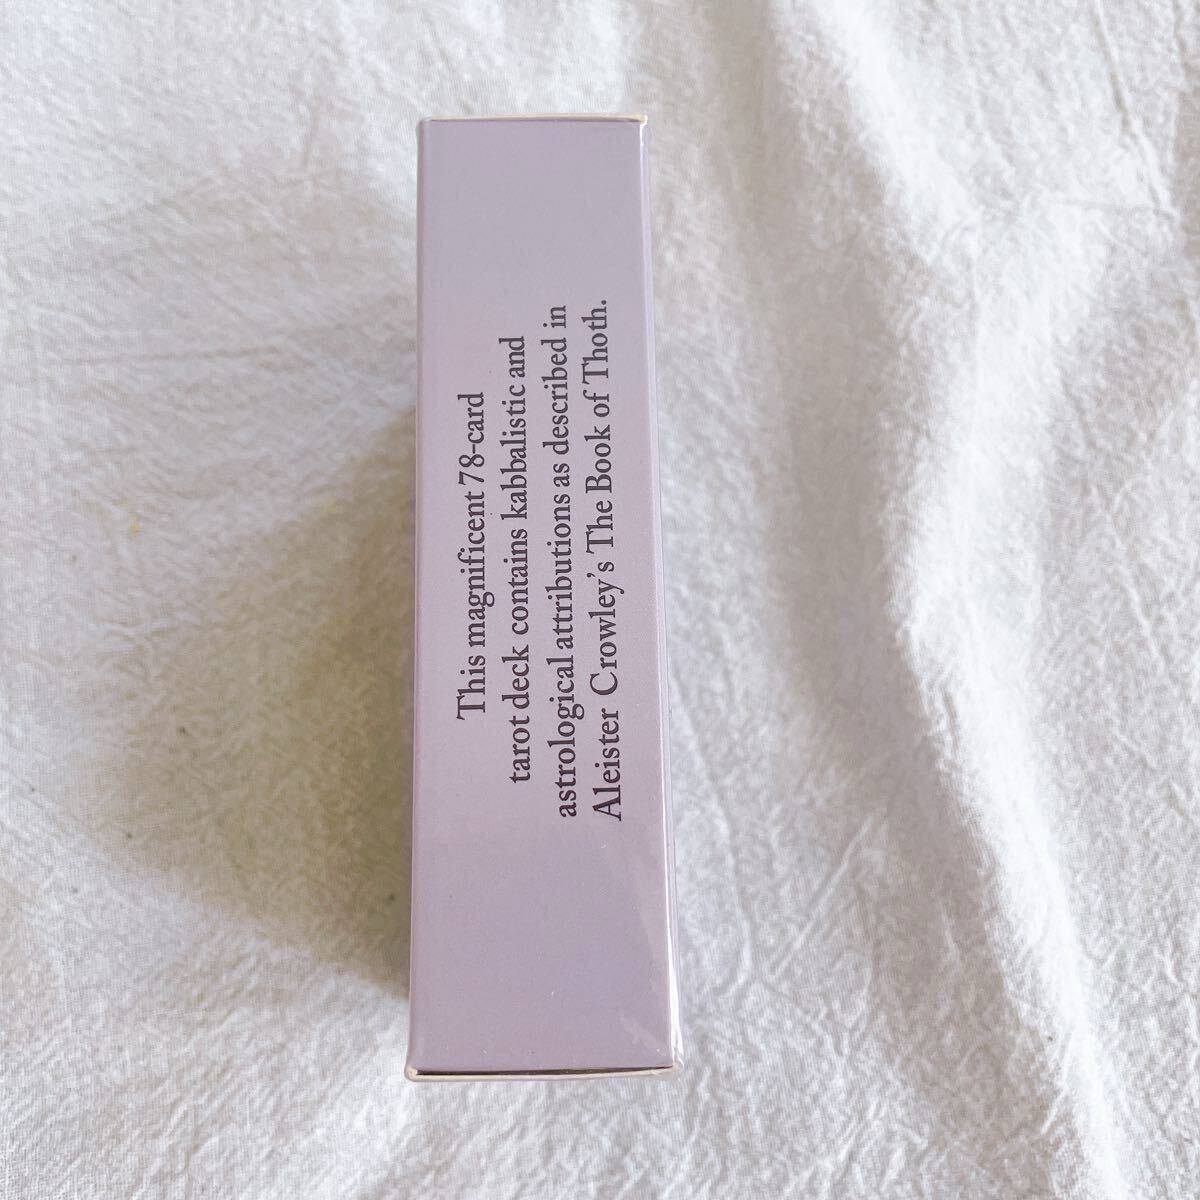 This magnificent 78-card
tarot deck contains kabbalistic and
astrological attributions as described in
Aleister Crowley's The Book of Thoth.